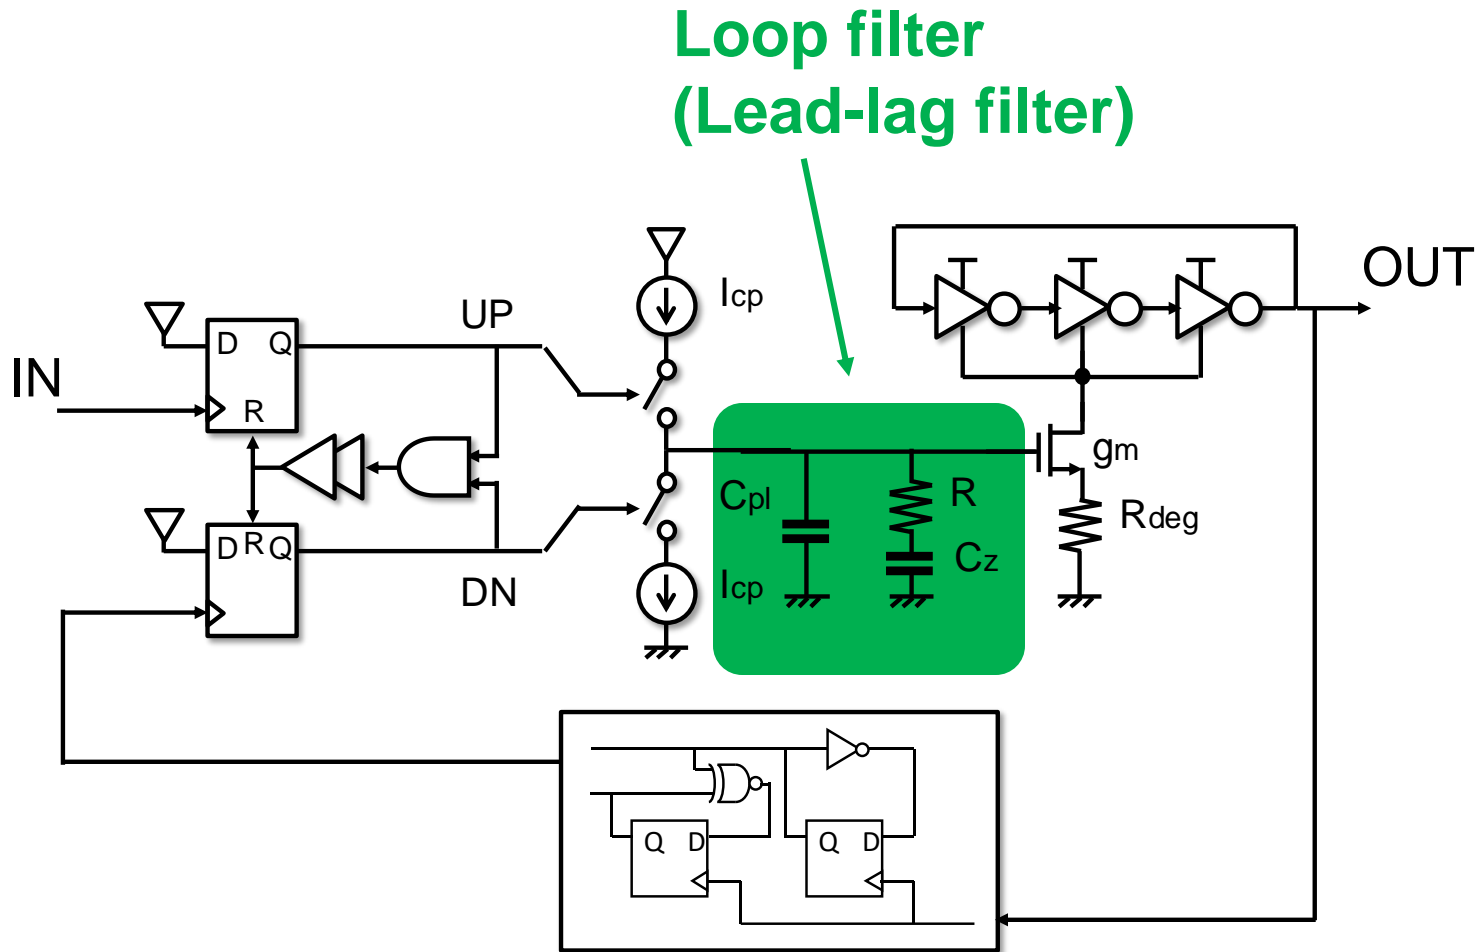 Loop filter
(Lead-lag filter)
OUT
Icp
UP
D Q
IN
R
gm
Cpl
R
Rdeg
D R Q
Cz
DN
Icp
Q D
Q D